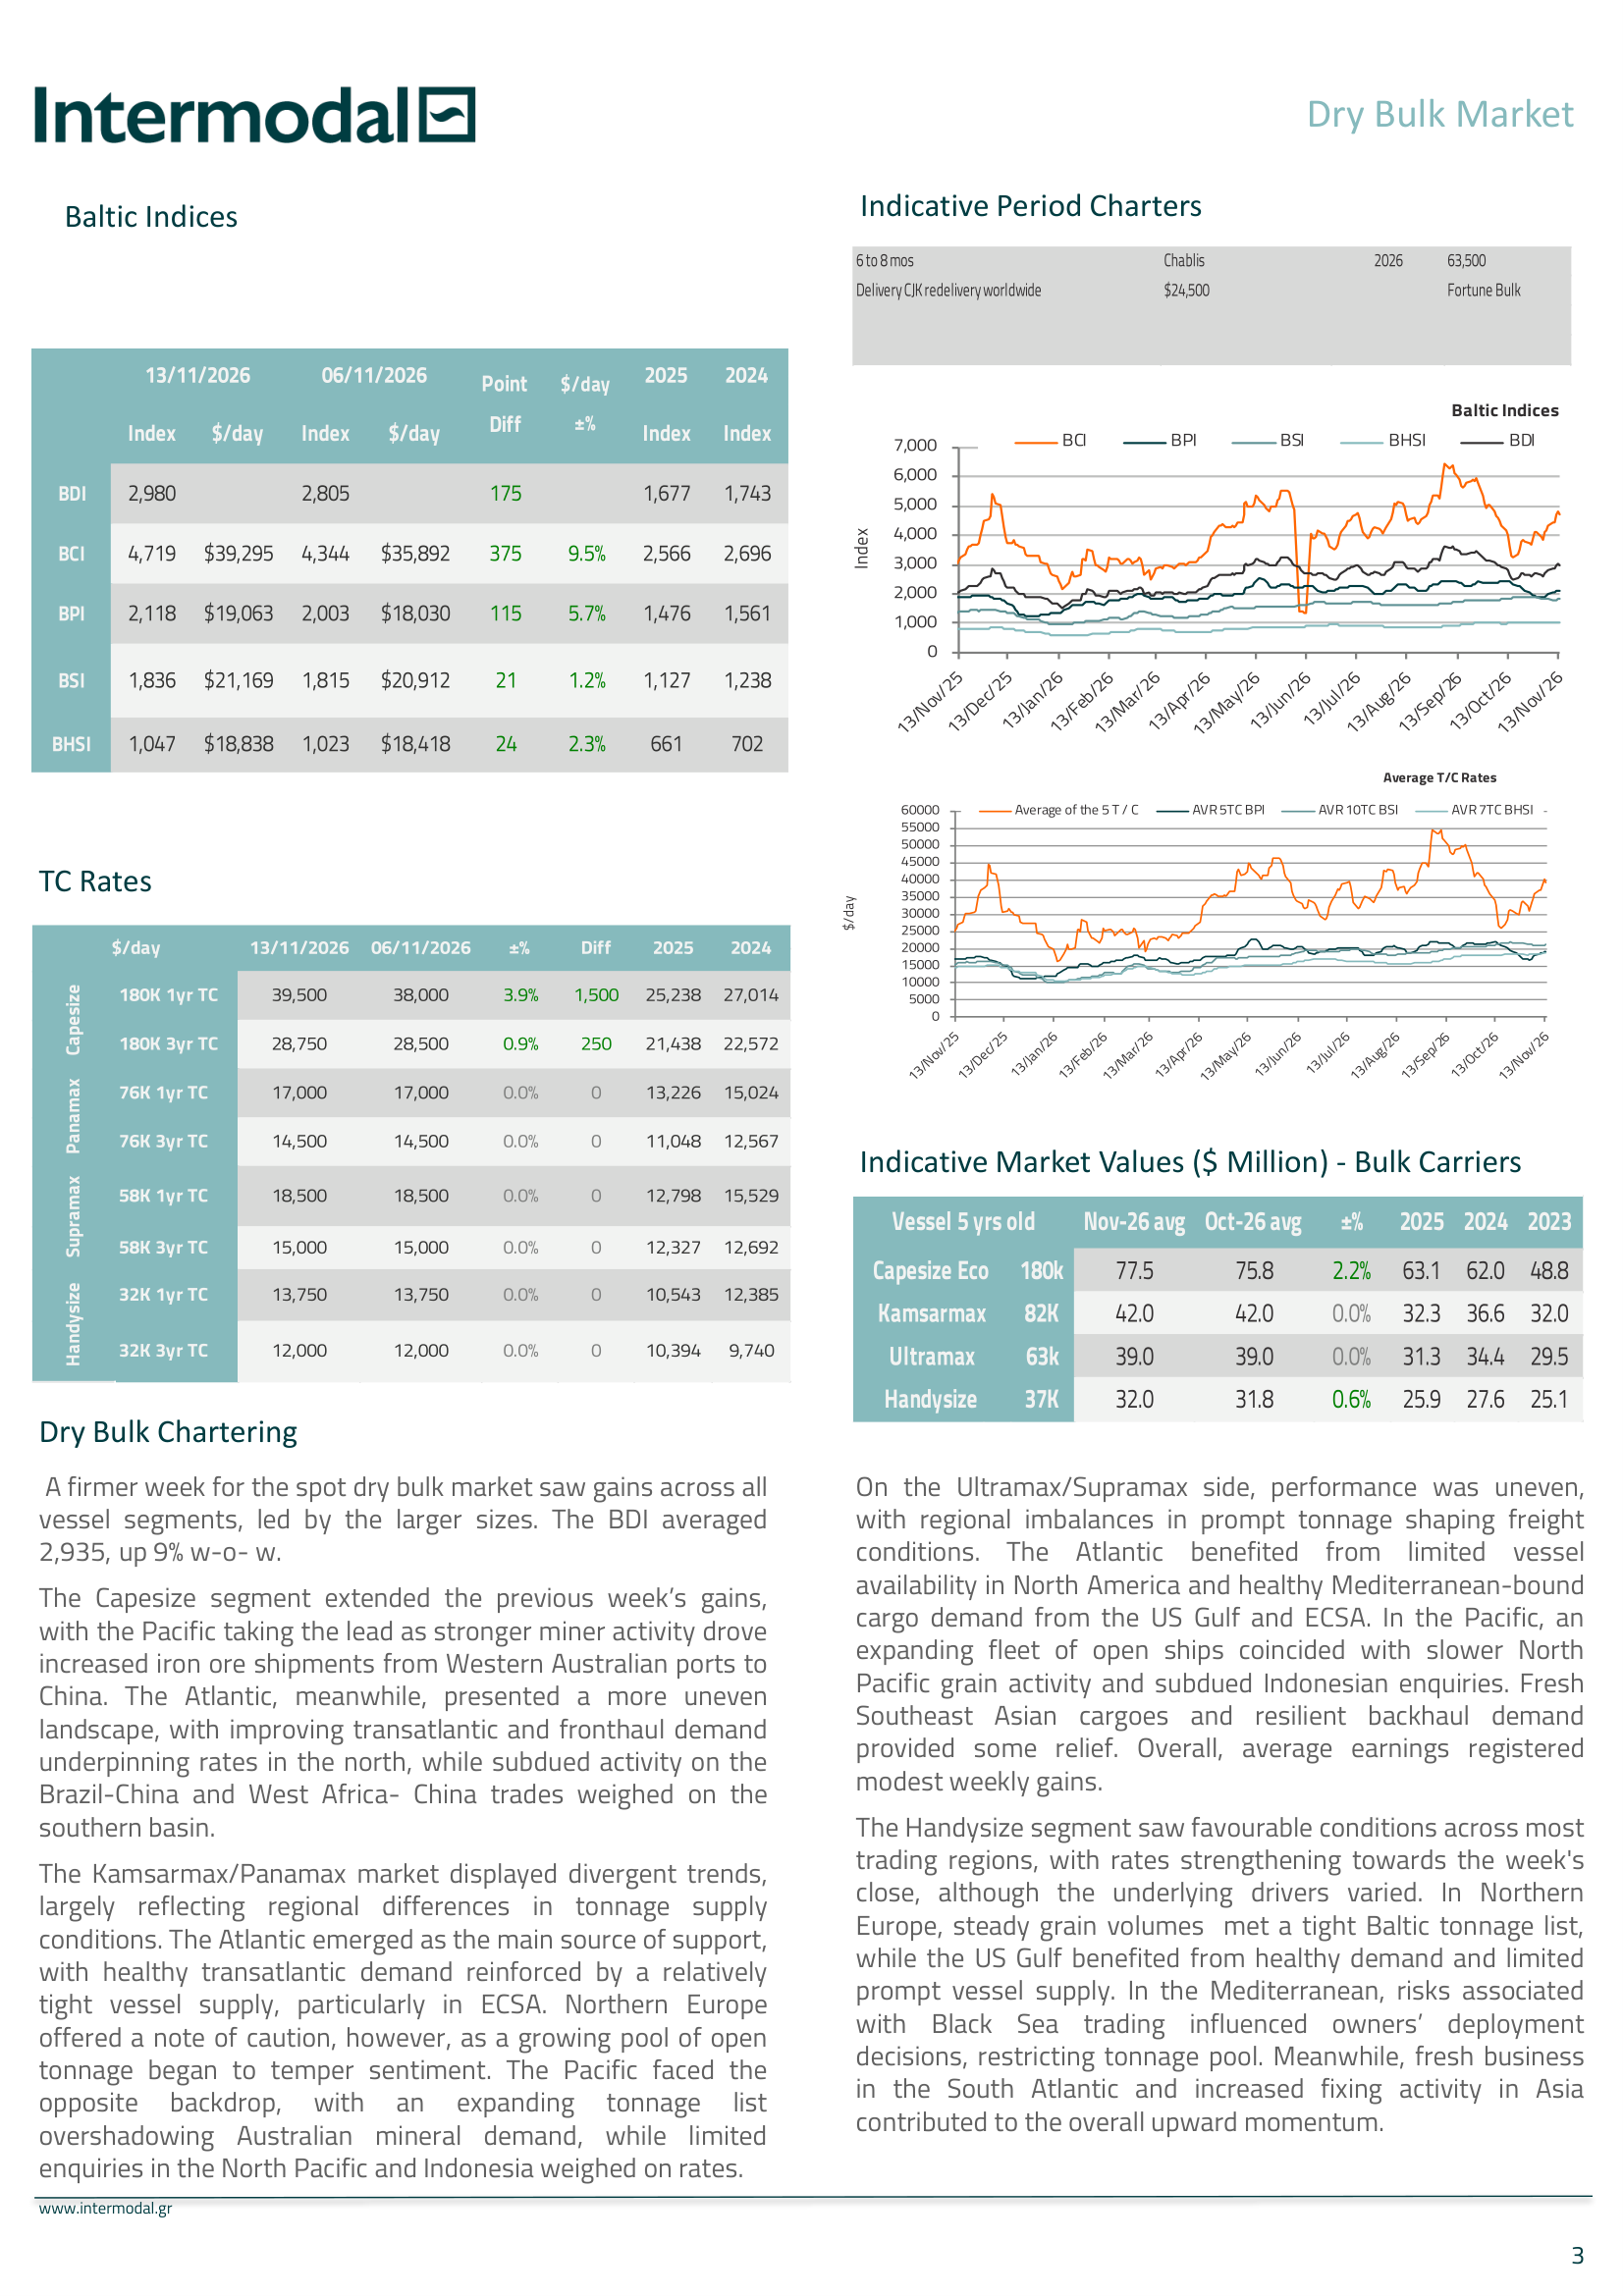 Intermodal
Dry Bulk Market
Baltic Indices
13/11/2026 06/11/2026 Point Diff $/day ±% 2025 2024
Index $/day Index $/day Index Index
BDI 2,980 2,805 175 1,677 1,743
BCI 4,719 $39,295 4,344 $35,892 375 9.5% 2,566 2,696
BPI 2,118 $19,063 2,003 $18,030 115 5.7% 1,476 1,561
BSI 1,836 $21,169 1,815 $20,912 21 1.2% 1,127 1,238
BHSI 1,047 $18,838 1,023 $18,418 24 2.3% 661 702
TC Rates
$/day 13/11/2026 06/11/2026 ±% Diff 2025 2024
Capesize
180K 1yr TC 39,500 38,000 3.9% 1,500 25,238 27,014
180K 3yr TC 28,750 28,500 0.9% 250 21,438 22,572
Panamax
76K 1yr TC 17,000 17,000 0.0% 0 13,226 15,024
76K 3yr TC 14,500 14,500 0.0% 0 11,048 12,567
Supramax
58K 1yr TC 18,500 18,500 0.0% 0 12,798 15,529
58K 3yr TC 15,000 15,000 0.0% 0 12,327 12,692
Handysize
32K 1yr TC 13,750 13,750 0.0% 0 10,543 12,385
32K 3yr TC 12,000 12,000 0.0% 0 10,394 9,740
Indicative Period Charters
6 to 8 mos Chablis 2026 63,500
Delivery CJK redelivery worldwide $24,500 Fortune Bulk
Baltic Indices
BCI BPI BSI BHSI BDI
Index
7,000
6,000
5,000
4,000
3,000
2,000
1,000
0
13/Nov/25 13/Dec/25 13/Jan/26 13/Feb/26 13/Mar/26 13/Apr/26 13/May/26 13/Jun/26 13/Jul/26 13/Aug/26 13/Sep/26 13/Oct/26 13/Nov/26
Average T/C Rates
Average of the 5 T / C AVR 5TC BPI AVR 10TC BSI AVR 7TC BHSI
$/day
60000
55000
50000
45000
40000
35000
30000
25000
20000
15000
10000
5000
0
13/Nov/25 13/Dec/25 13/Jan/26 13/Feb/26 13/Mar/26 13/Apr/26 13/May/26 13/Jun/26 13/Jul/26 13/Aug/26 13/Sep/26 13/Oct/26 13/Nov/26
Indicative Market Values ($ Million) - Bulk Carriers
Vessel 5 yrs old Nov-26 avg Oct-26 avg ±% 2025 2024 2023
Capesize Eco 180k 77.5 75.8 2.2% 63.1 62.0 48.8
Kamsarmax 82K 42.0 42.0 0.0% 32.3 36.6 32.0
Ultramax 63k 39.0 39.0 0.0% 31.3 34.4 29.5
Handysize 37K 32.0 31.8 0.6% 25.9 27.6 25.1
Dry Bulk Chartering
A firmer week for the spot dry bulk market saw gains across all
vessel segments, led by the larger sizes. The BDI averaged
2,935, up 9% w-o- w.
The Capesize segment extended the previous week’s gains,
with the Pacific taking the lead as stronger miner activity drove
increased iron ore shipments from Western Australian ports to
China. The Atlantic, meanwhile, presented a more uneven
landscape, with improving transatlantic and fronthaul demand
underpinning rates in the north, while subdued activity on the
Brazil-China and West Africa- China trades weighed on the
southern basin.
The Kamsarmax/Panamax market displayed divergent trends,
largely reflecting regional differences in tonnage supply
conditions. The Atlantic emerged as the main source of support,
with healthy transatlantic demand reinforced by a relatively
tight vessel supply, particularly in ECSA. Northern Europe
offered a note of caution, however, as a growing pool of open
tonnage began to temper sentiment. The Pacific faced the
opposite backdrop, with an expanding tonnage list
overshadowing Australian mineral demand, while limited
enquiries in the North Pacific and Indonesia weighed on rates.
On the Ultramax/Supramax side, performance was uneven,
with regional imbalances in prompt tonnage shaping freight
conditions. The Atlantic benefited from limited vessel
availability in North America and healthy Mediterranean-bound
cargo demand from the US Gulf and ECSA. In the Pacific, an
expanding fleet of open ships coincided with slower North
Pacific grain activity and subdued Indonesian enquiries. Fresh
Southeast Asian cargoes and resilient backhaul demand
provided some relief. Overall, average earnings registered
modest weekly gains.
The Handysize segment saw favourable conditions across most
trading regions, with rates strengthening towards the week's
close, although the underlying drivers varied. In Northern
Europe, steady grain volumes met a tight Baltic tonnage list,
while the US Gulf benefited from healthy demand and limited
prompt vessel supply. In the Mediterranean, risks associated
with Black Sea trading influenced owners’ deployment
decisions, restricting tonnage pool. Meanwhile, fresh business
in the South Atlantic and increased fixing activity in Asia
contributed to the overall upward momentum.
www.intermodal.gr
3